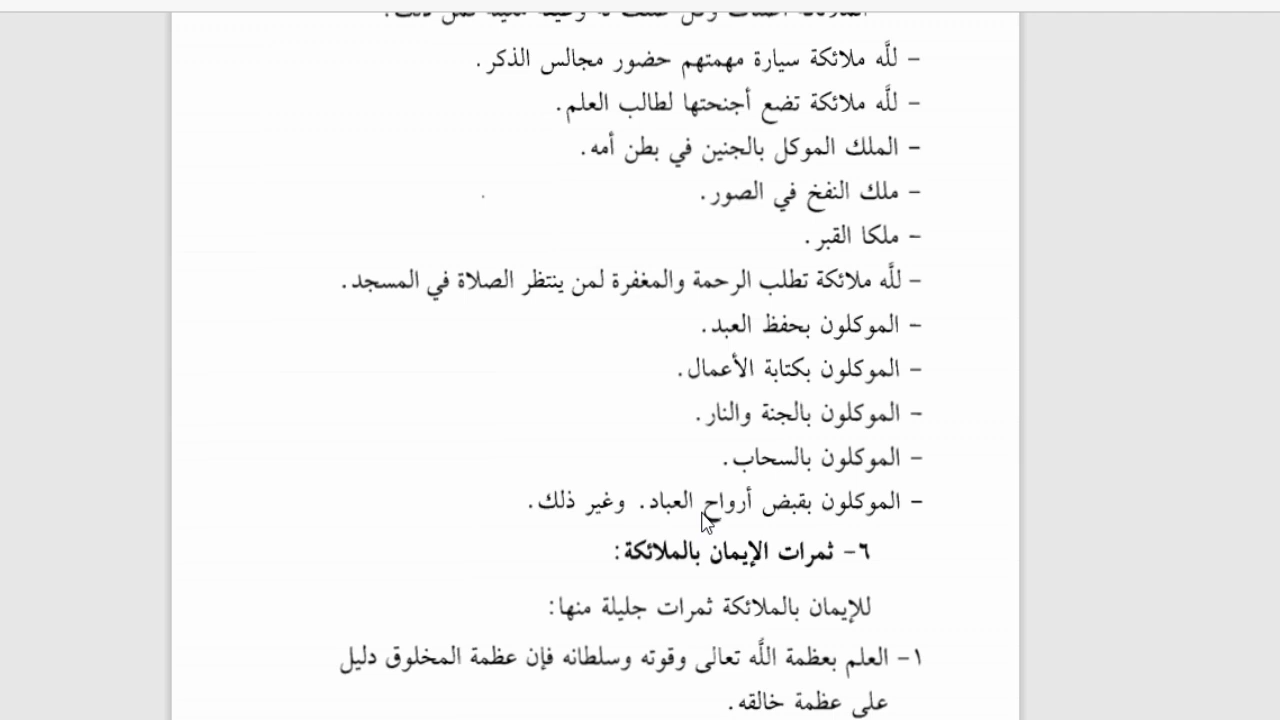 – للَّه ملائكة سيارة مهمتهم حضور مجالس الذكر.
– للَّه ملائكة تضع أجنحتها لطالب العلم.
– الملك الموكل بالجنين في بطن أمه.
– ملك النفخ في الصور.
– ملكا القبر.
– للَّه ملائكة تطلب الرحمة والمغفرة لمن ينتظر الصلاة في المسجد.
– الموكلون بحفظ العبد.
– الموكلون بكتابة الأعمال.
– الموكلون بالجنة والنار.
– الموكلون بالسحاب.
– الموكلون بقبض أرواح العباد. وغير ذلك.
٦- ثمرات الإيمان بالملائكة:
للإيمان بالملائكة ثمرات جليلة منها:
١- العلم بعظمة اللَّه تعالى وقوته وسلطانه فإن عظمة المخلوق دليل
على عظمة خالقه.